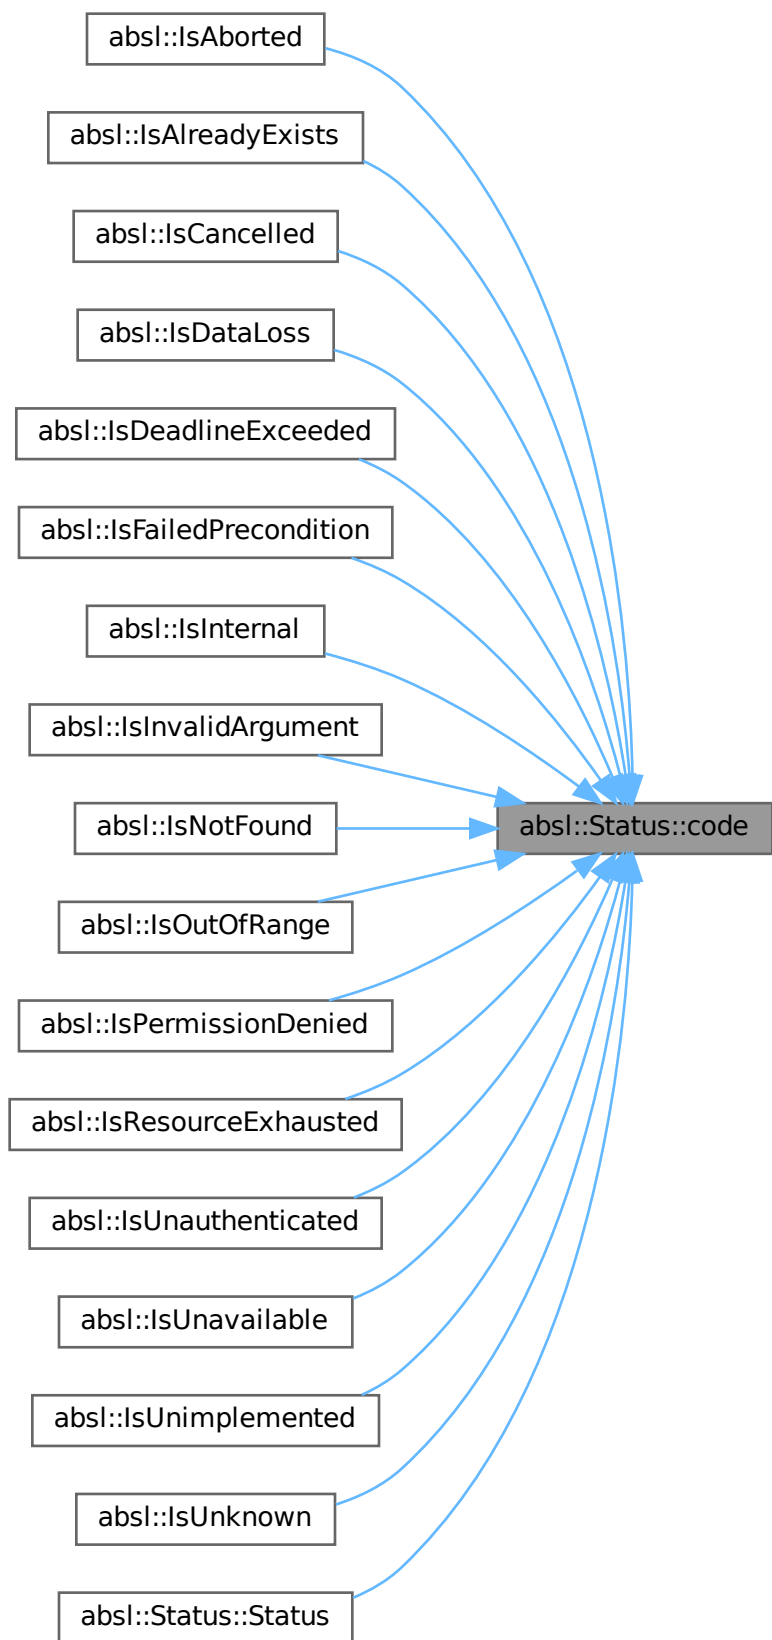 absl::IsAborted
absl::IsAlreadyExists
absl::IsCancelled
absl::IsDataLoss
absl::IsDeadlineExceeded
absl::IsFailedPrecondition
absl::IsInternal
absl::IsInvalidArgument
absl::IsNotFound
absl::Status::code
absl::IsOutOfRange
absl::IsPermissionDenied
absl::IsResourceExhausted
absl::IsUnauthenticated
absl::IsUnavailable
absl::IsUnimplemented
absl::IsUnknown
absl::Status::Status